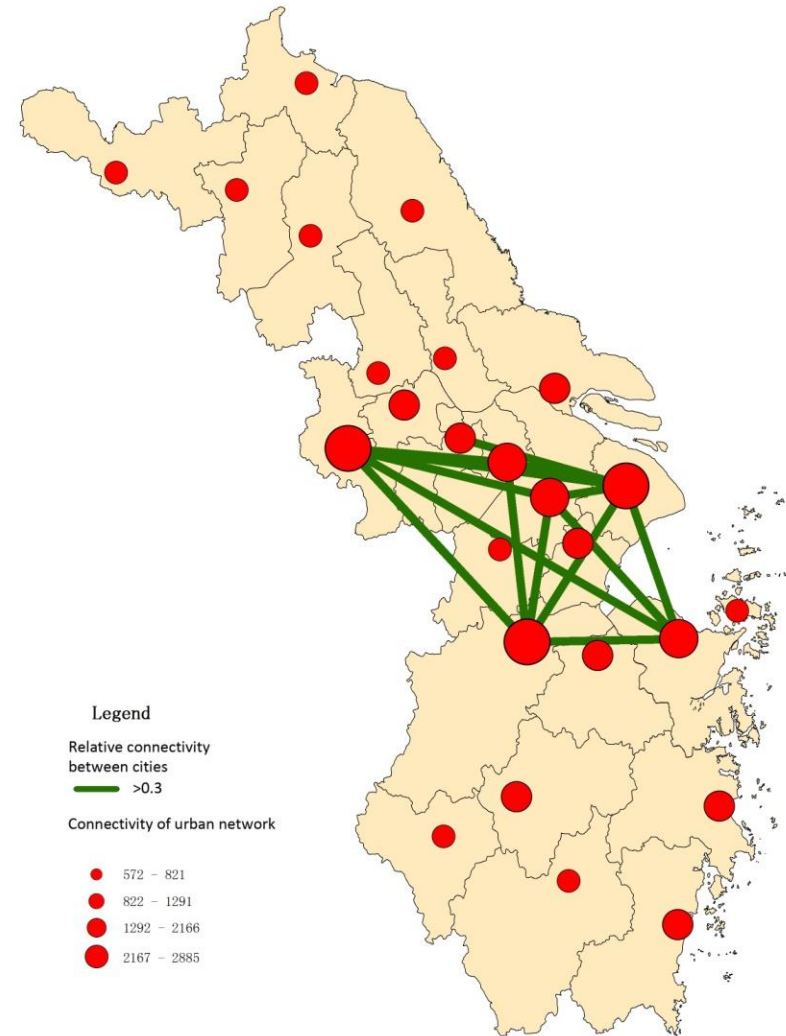 Legend
Relative connectivity
between cities
>0.3
Connectivity of urban network
572 - 821
822 - 1291
1292 - 2166
2167 - 2885